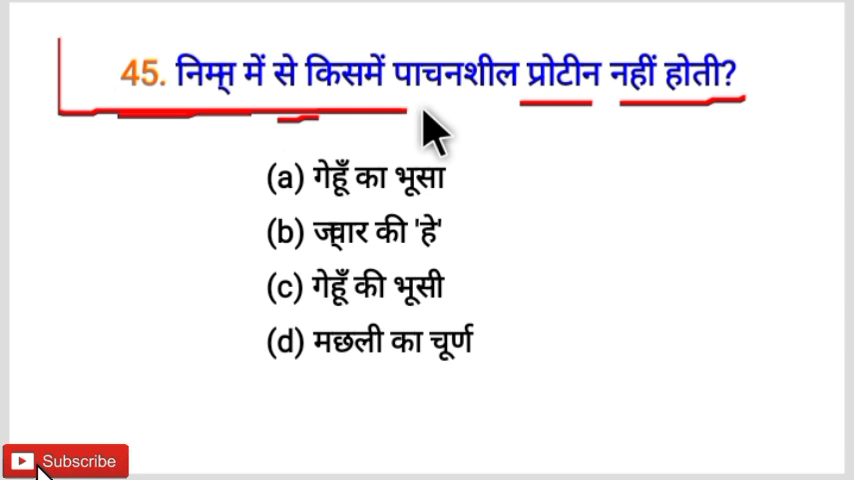 45. निम्न में से किसमें पाचनशील प्रोटीन नहीं होती?
(a) गेहूँ का भूसा
(b) ज्वार की 'हे'
(c) गेहूँ की भूसी
(d) मछली का चूर्ण
Subscribe